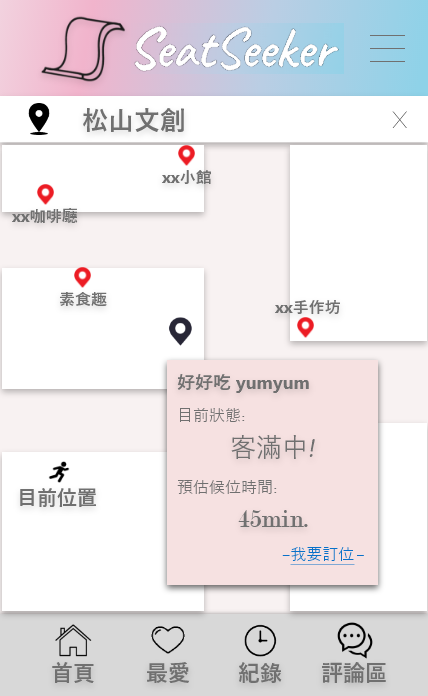 SeatSeeker
松山文創
xx小館
xx咖啡廳
素食趣
xx手作坊
好好吃 yumyum
目前狀態:
客滿中!
預估候位時間:
45min.
–我要訂位–
目前位置
首頁
最愛
紀錄
評論區